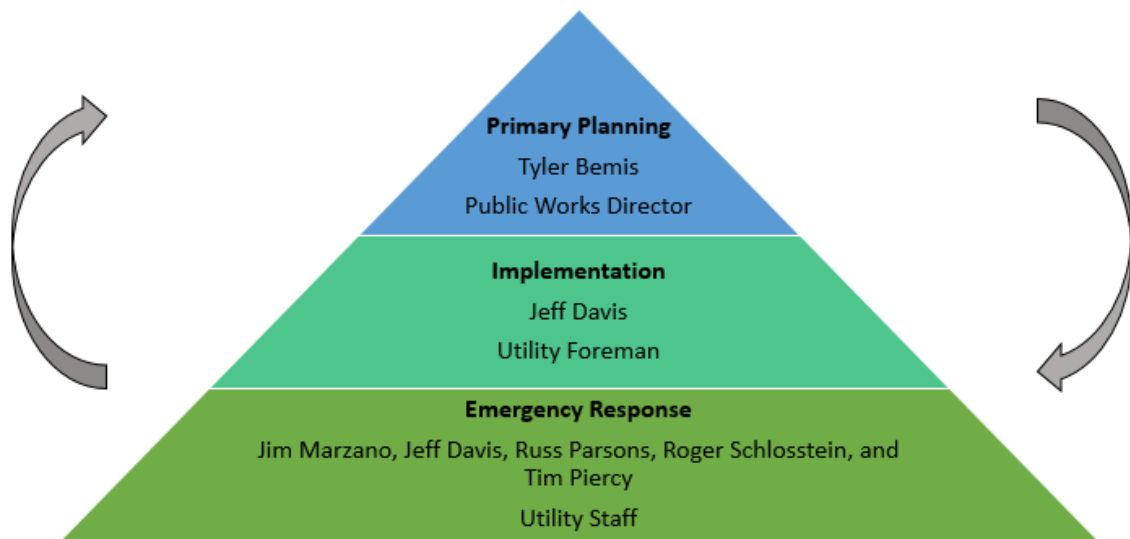 Primary Planning
Tyler Bemis
Public Works Director
Implementation
Jeff Davis
Utility Foreman
Emergency Response
Jim Marzano, Jeff Davis, Russ Parsons, Roger Schlosstein, and
Tim Piercy
Utility Staff